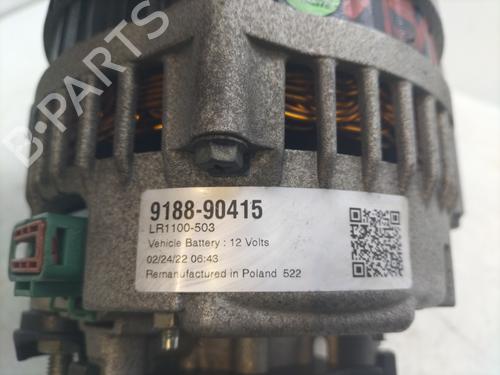 B-PARTS
9188-90415
LR1100-503
Vehicle Battery : 12 Volts
02/24/22 06:43
Remanufactured in Poland 522